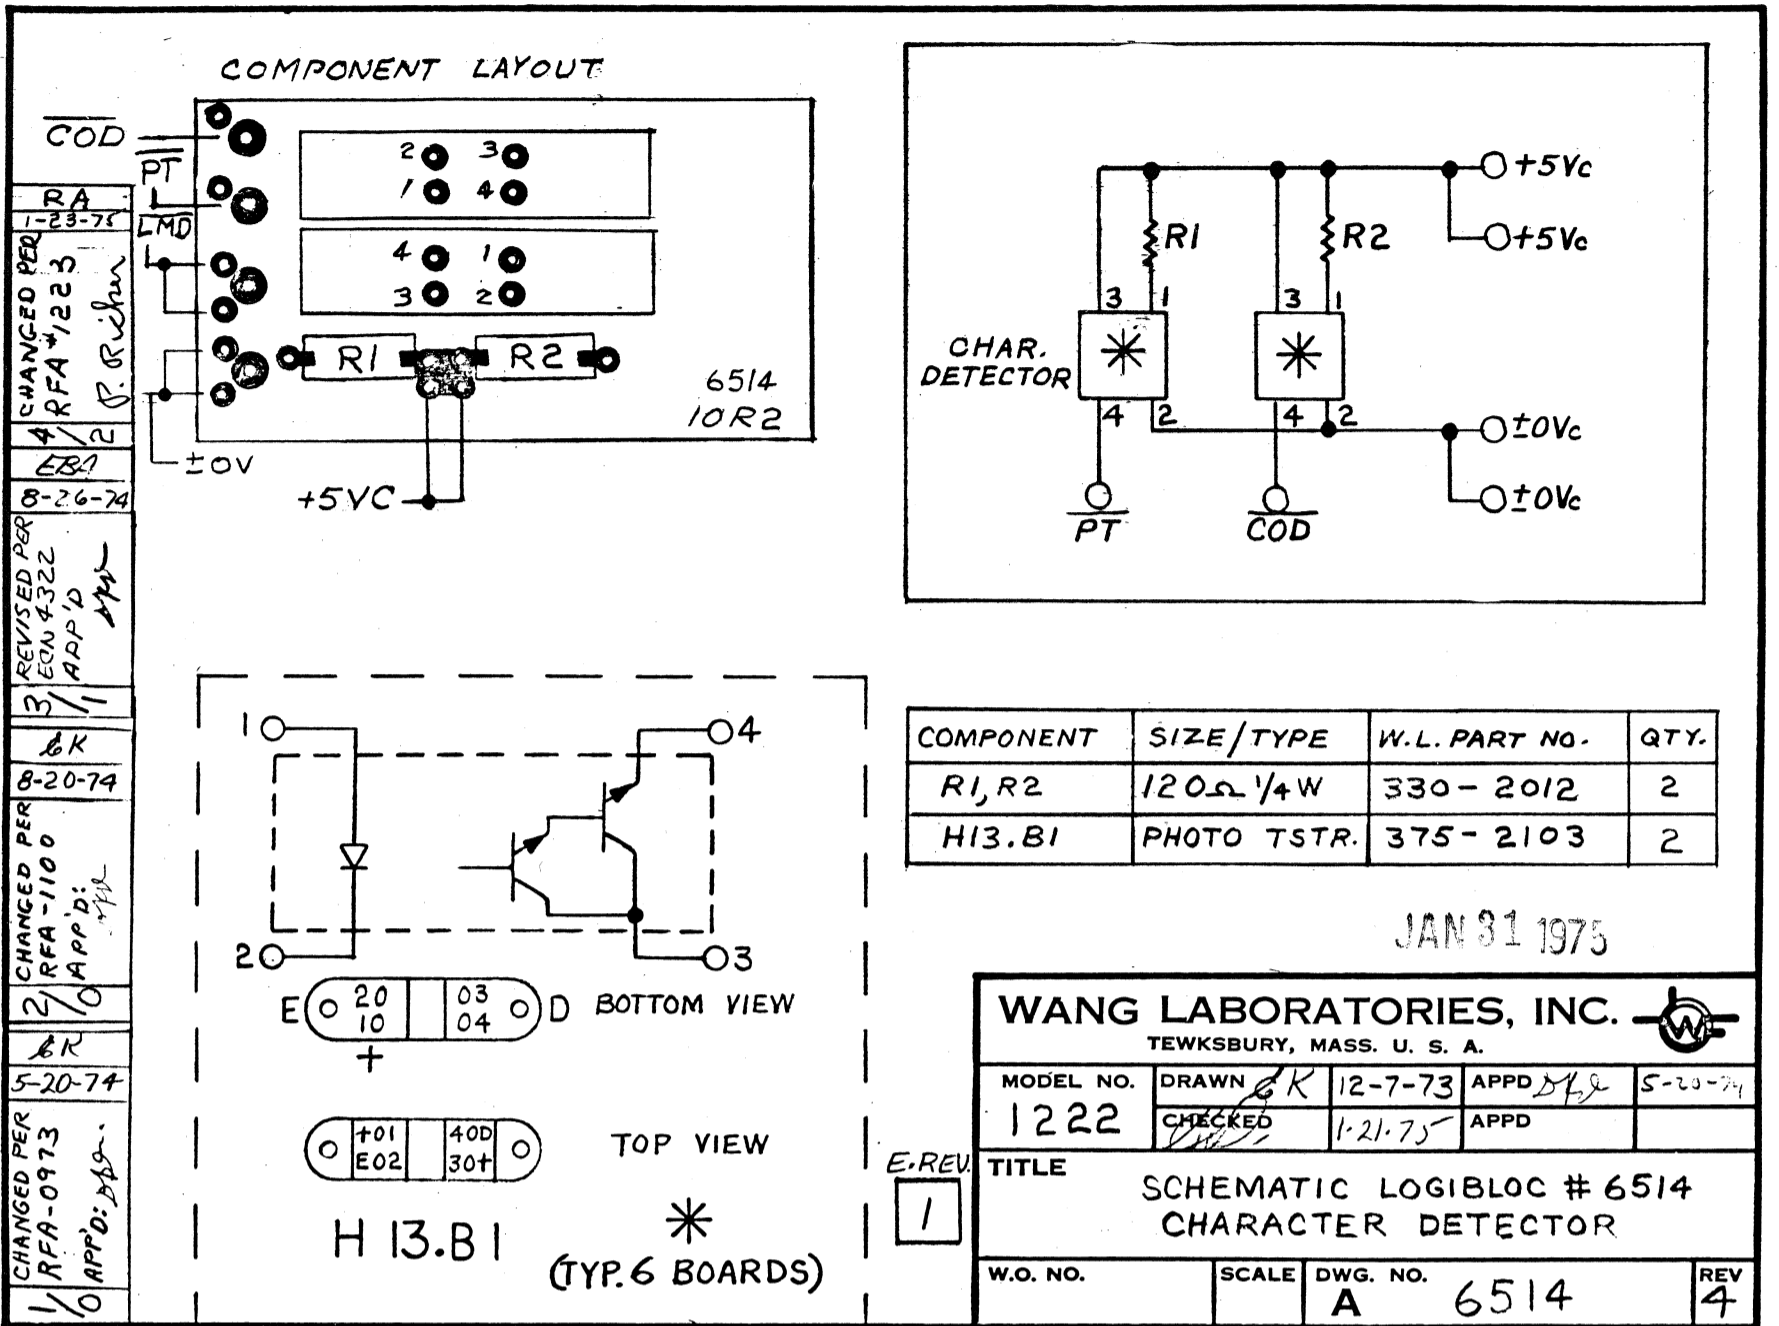 COMPONENT LAYOUT
COD
PT
LMD
2 3
1 4
4 1
3 2
R1 R2
6514
10R2
±0V
+5VC
+5Vc
+5Vc
R1 R2
3 1 3 1
CHAR.
DETECTOR
4 2 4 2
±0Vc
±0Vc
PT COD
RA
1-23-75
CHANGED PER
RFA#1223
4/2
EBA
8-26-74
REVISED PER
ECN 4322
APP'D
3/1
8-20-74
CHANGED PER
RFA-1100
APP'D:
2/0
5-20-74
CHANGED PER
RFA-0973
APP'D:
1/0
1 4
2 3
E 20 03 D BOTTOM VIEW
10 04
+
+01 40D TOP VIEW
E02 30+
H 13.B1
(TYP.6 BOARDS)
COMPONENT SIZE/TYPE W.L. PART NO. QTY.
R1,R2 120Ω 1/4W 330-2012 2
H13.B1 PHOTO TSTR. 375-2103 2
JAN 31 1975
WANG LABORATORIES, INC. W
TEWKSBURY, MASS. U. S. A.
MODEL NO. DRAWN 12-7-73 APPD 5-20-74
1222 CHECKED 1-21-75 APPD
E.REV.
1
TITLE
SCHEMATIC LOGIBLOC # 6514
CHARACTER DETECTOR
W.O. NO. SCALE DWG. NO. REV
A 6514 4